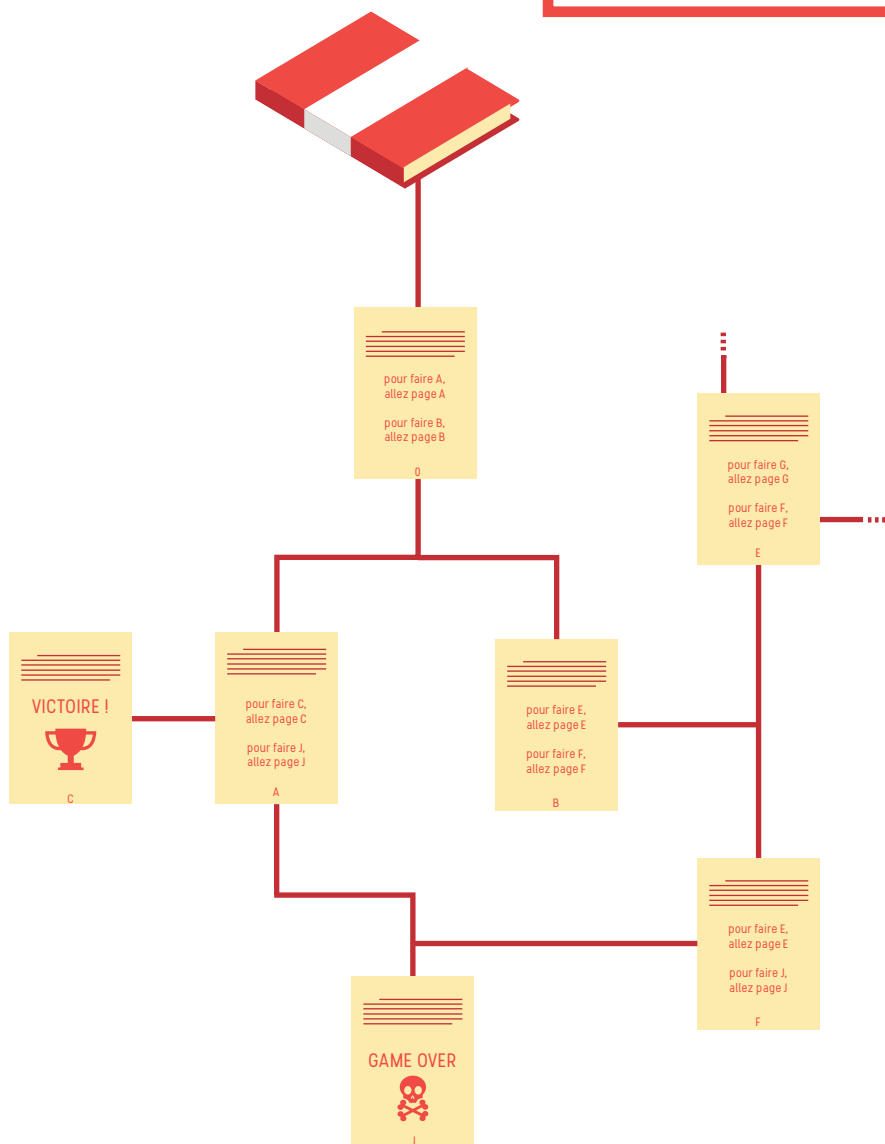 pour faire A,
allez page A
pour faire B,
allez page B
0
pour faire G,
allez page G
pour faire F,
allez page F
E
VICTOIRE !
C
pour faire C,
allez page C
pour faire J,
allez page J
A
pour faire E,
allez page E
pour faire F,
allez page F
B
pour faire E,
allez page E
pour faire J,
allez page J
F
GAME OVER